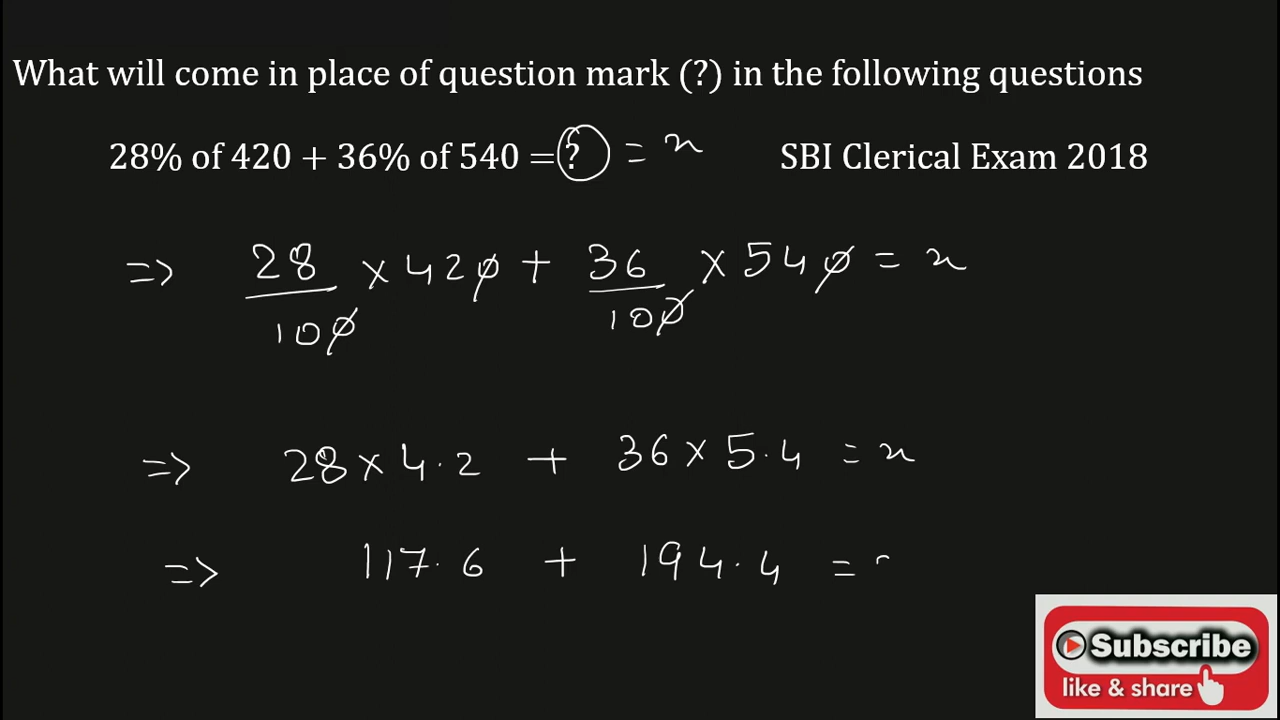 What will come in place of question mark (?) in the following questions
28% of 420 + 36% of 540 = ? = x SBI Clerical Exam 2018
=> 28/100 × 420 + 36/100 × 540 = x
=> 28 × 4.2 + 36 × 5.4 = x
=> 117.6 + 194.4 =
Subscribe
like & share